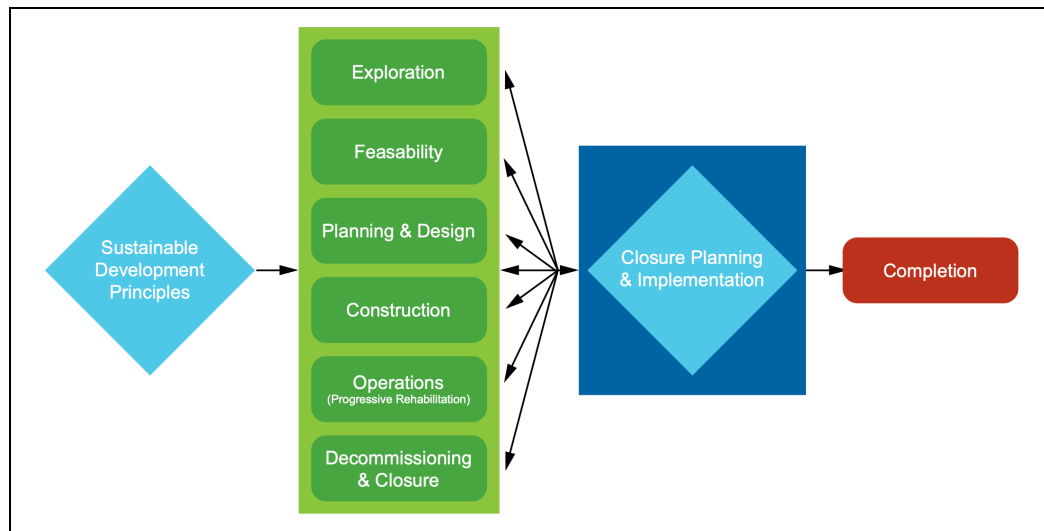 Sustainable
Development
Principles
Exploration
Feasability
Planning & Design
Construction
Operations
(Progressive Rehabilitation)
Decommissioning
& Closure
Closure Planning
& Implementation
Completion